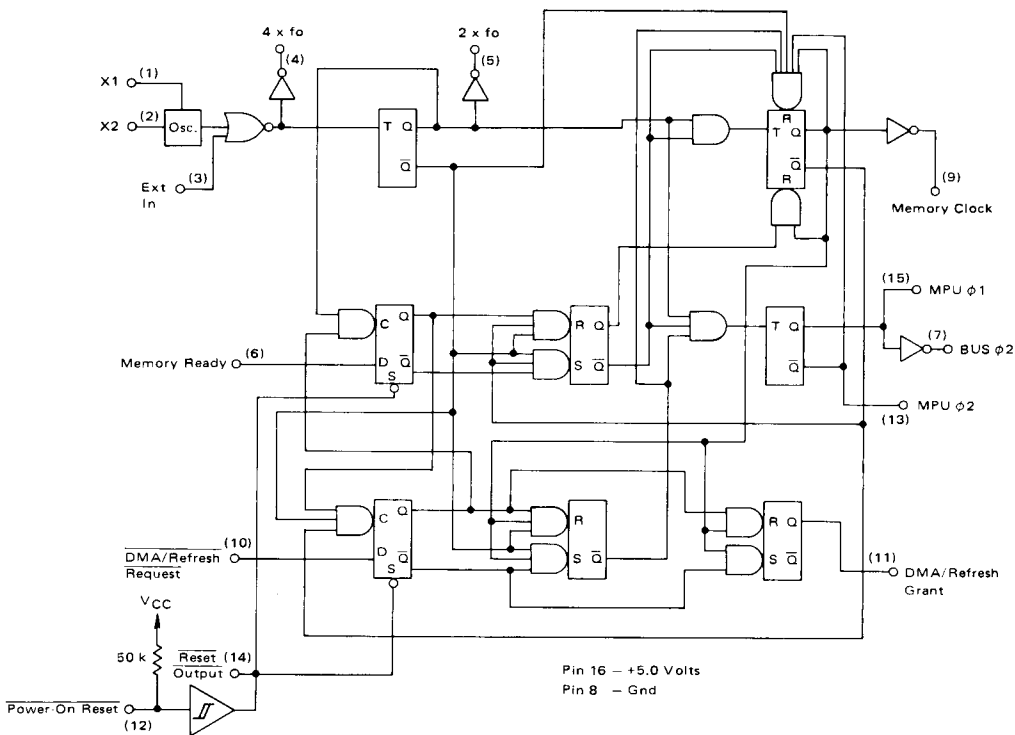 4 x fo
2 x fo
(4)
(5)
X1
(1)
X2
(2)
Osc.
(3)
Ext
In
T Q
Q̅
R
T Q
Q̅
R
(9)
Memory Clock
C
Q
D
Q̅
S
Memory Ready
(6)
R Q
S Q̅
T Q
Q̅
(15)
MPU φ1
(7)
BUS φ2
MPU φ2
(13)
C
Q
D
Q̅
S
DMA/Refresh
Request
(10)
R
S Q̅
R Q
S Q̅
(11)
DMA/Refresh
Grant
VCC
50 k
Reset
Output
(14)
Power-On Reset
(12)
Pin 16 – +5.0 Volts
Pin 8 – Gnd